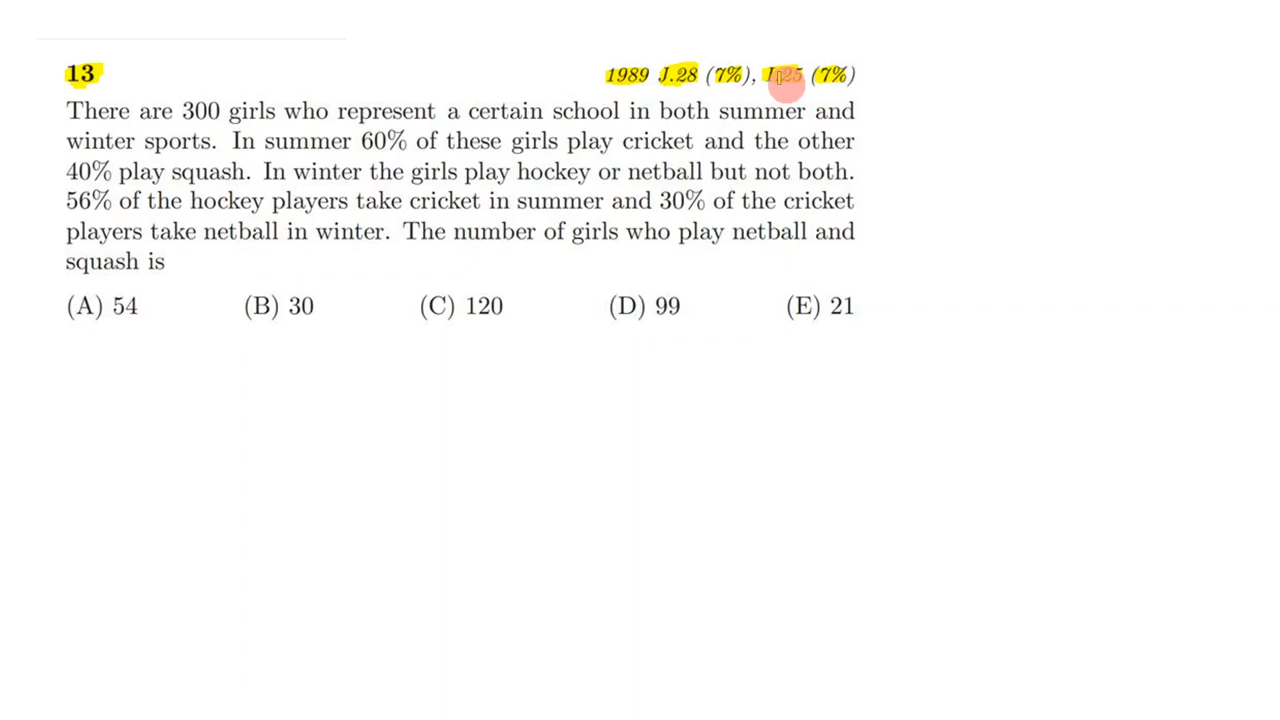 13 1989 J.28 (7%), I.25 (7%)
There are 300 girls who represent a certain school in both summer and
winter sports. In summer 60% of these girls play cricket and the other
40% play squash. In winter the girls play hockey or netball but not both.
56% of the hockey players take cricket in summer and 30% of the cricket
players take netball in winter. The number of girls who play netball and
squash is
(A) 54 (B) 30 (C) 120 (D) 99 (E) 21